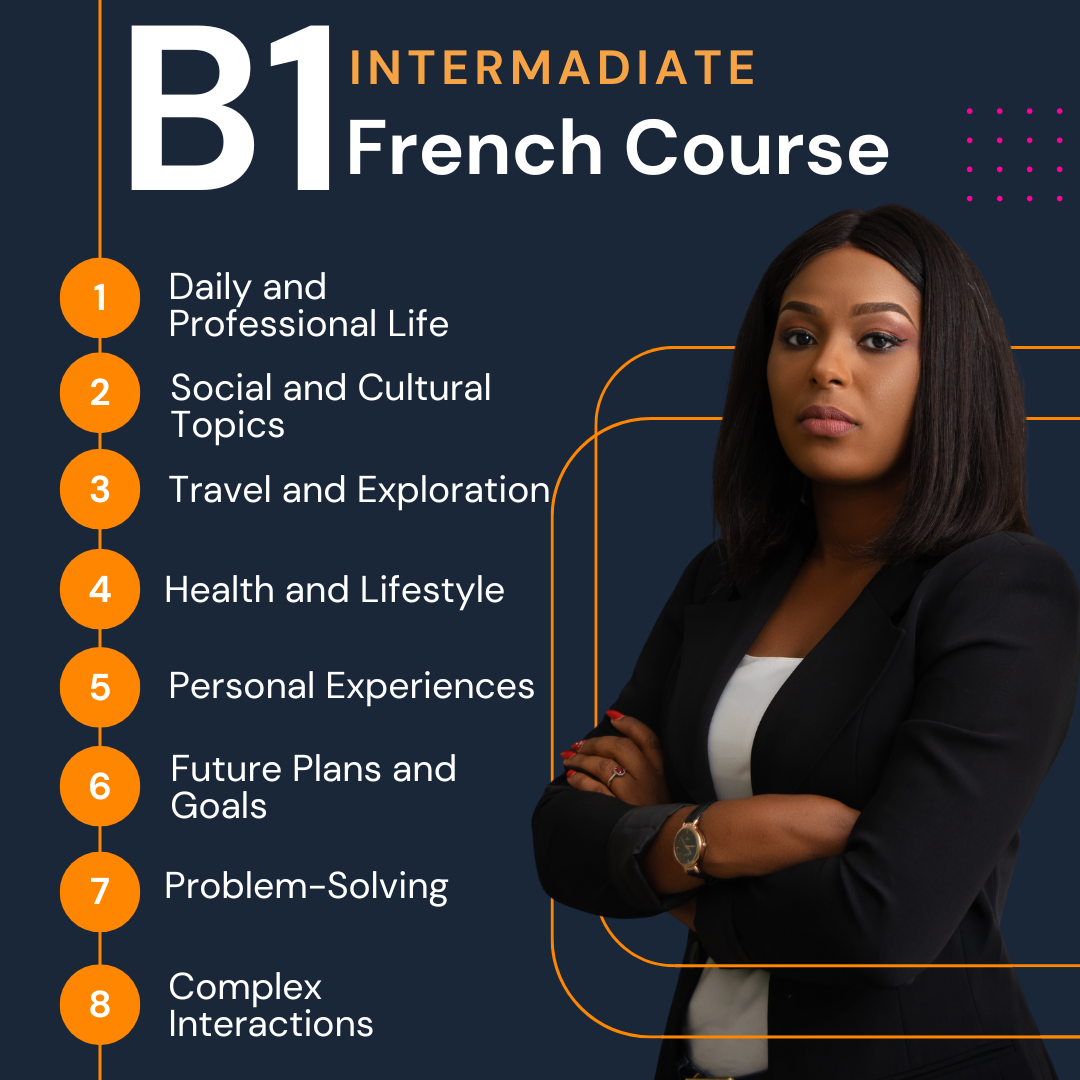 B1
INTERMADIATE
French Course
1
Daily and
Professional Life
2
Social and Cultural
Topics
3
Travel and Exploration
4
Health and Lifestyle
5
Personal Experiences
6
Future Plans and
Goals
7
Problem-Solving
8
Complex
Interactions